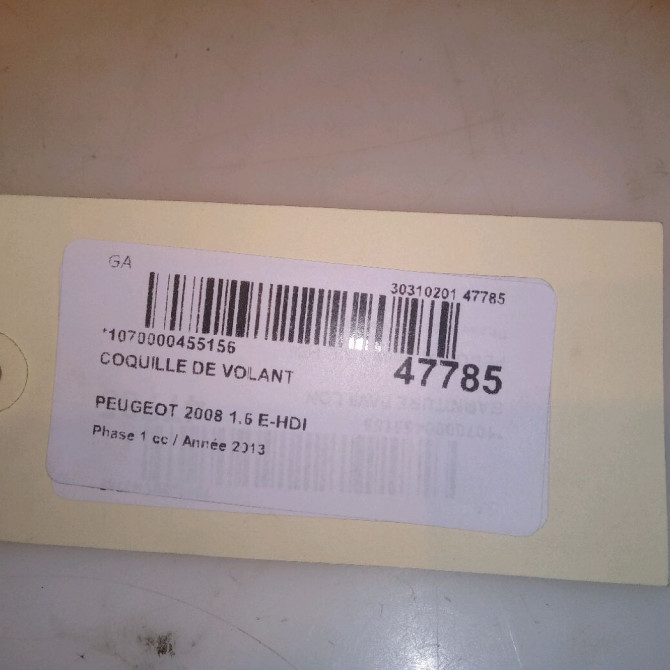 GA
30310201 47785
*1070000455156
47785
COQUILLE DE VOLANT
PEUGEOT 2008 1.6 E-HDI
Phase 1 cc / Année 2013